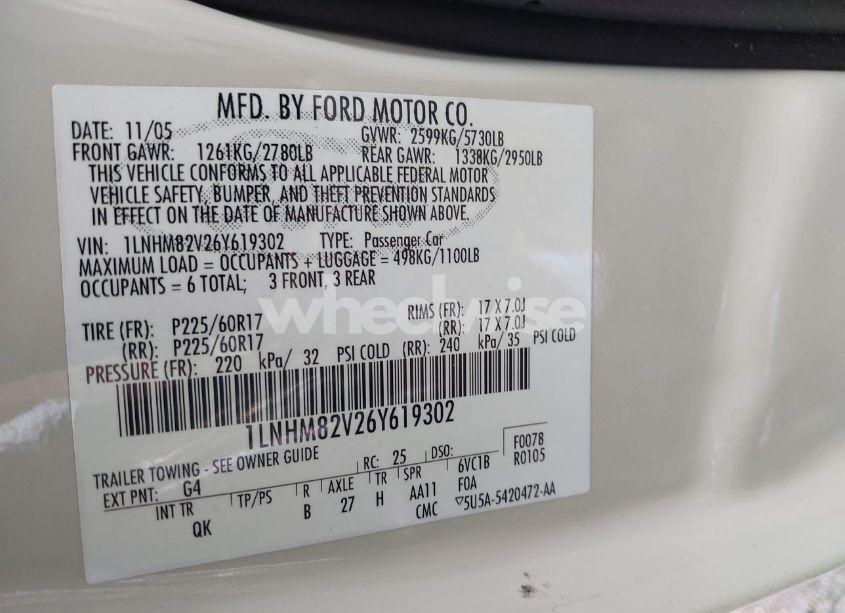 MFD. BY FORD MOTOR CO.
DATE: 11/05 GVWR: 2599KG/5730LB
FRONT GAWR: 1261KG/2780LB REAR GAWR: 1338KG/2950LB
THIS VEHICLE CONFORMS TO ALL APPLICABLE FEDERAL MOTOR
VEHICLE SAFETY, BUMPER, AND THEFT PREVENTION STANDARDS
IN EFFECT ON THE DATE OF MANUFACTURE SHOWN ABOVE.
VIN: 1LNHM82V26Y619302 TYPE: Passenger Car
MAXIMUM LOAD = OCCUPANTS + LUGGAGE = 498KG/1100LB
OCCUPANTS = 6 TOTAL; 3 FRONT, 3 REAR
wheelwise
TIRE (FR): P225/60R17 RIMS (FR): 17 X 7.0J
(RR): P225/60R17 (RR): 17 X 7.0J
PRESSURE (FR): 220 kPa/ 32 PSI COLD (RR): 240 kPa/ 35 PSI COLD
1LNHM82V26Y619302
TRAILER TOWING - SEE OWNER GUIDE RC: 25 DSO: F0078
EXT PNT: G4 TP/PS R AXLE TR SPR 6VC1B R0105
INT TR B 27 H AA11 FOA
QK CMC ▽5U5A-5420472-AA